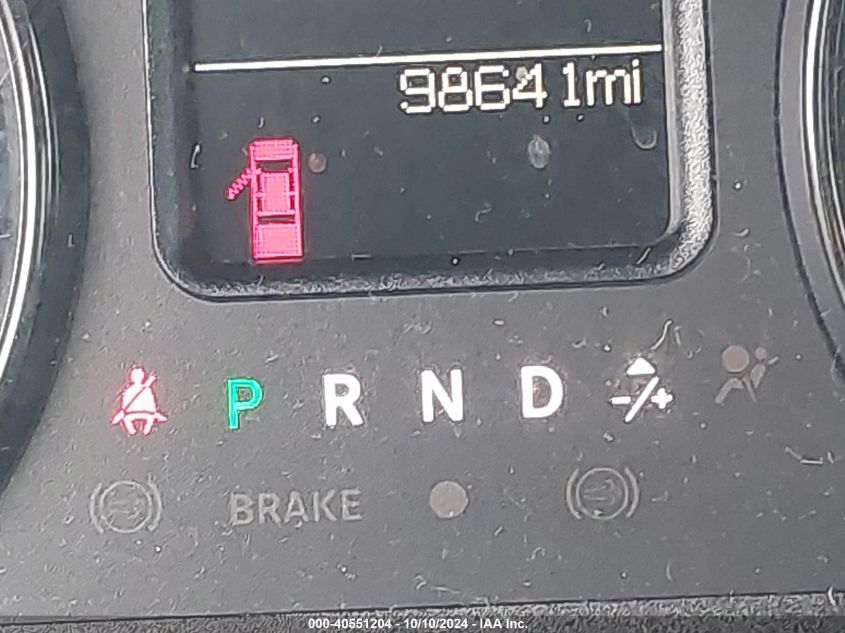 98641mi
P R N D -/+
BRAKE
000-40551204 - 10/10/2024 - IAA Inc.